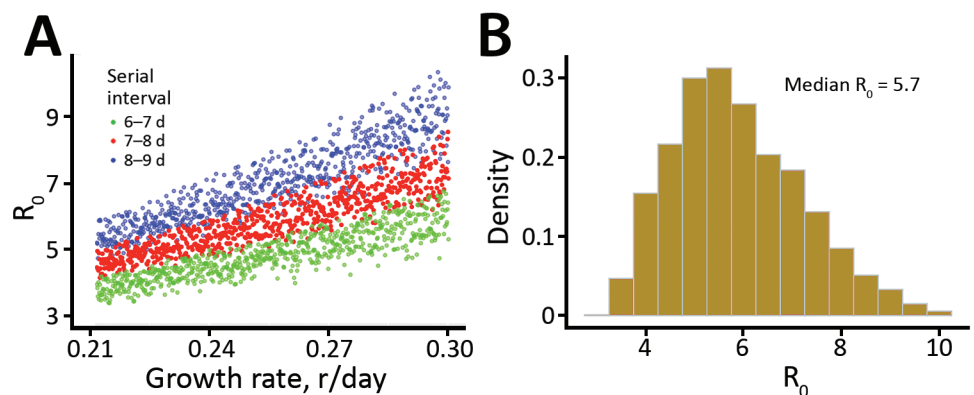 A
Serial
interval
6–7 d
7–8 d
8–9 d
9
7
5
3
R0
0.21 0.24 0.27 0.30
Growth rate, r/day
B
Median R0 = 5.7
0.3
0.2
0.1
0
Density
4 6 8 10
R0